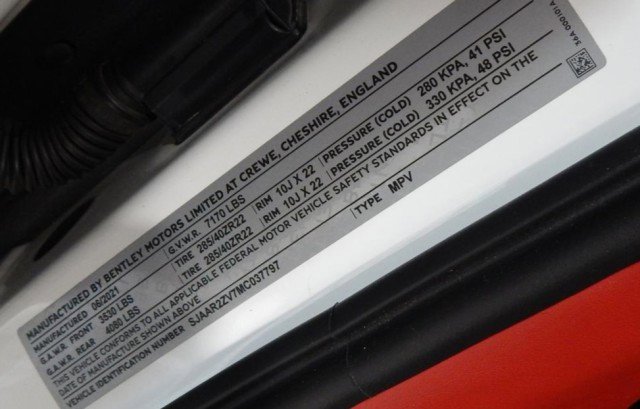 MANUFACTURED BY BENTLEY MOTORS LIMITED AT CREWE, CHESHIRE, ENGLAND
MANUFACTURED 06/2021 G.V.W.R. 7170 LBS
G.A.W.R. FRONT 3530 LBS TIRE 285/40ZR22 RIM 10J X 22 PRESSURE (COLD) 280 KPA, 41 PSI
G.A.W.R. REAR 4080 LBS TIRE 285/40ZR22 RIM 10J X 22 PRESSURE (COLD) 330 KPA, 48 PSI
THIS VEHICLE CONFORMS TO ALL APPLICABLE FEDERAL MOTOR VEHICLE SAFETY STANDARDS IN EFFECT ON THE
DATE OF MANUFACTURE SHOWN ABOVE
VEHICLE IDENTIFICATION NUMBER SJAAR2ZV7MC037797 TYPE MPV
36A 000101A